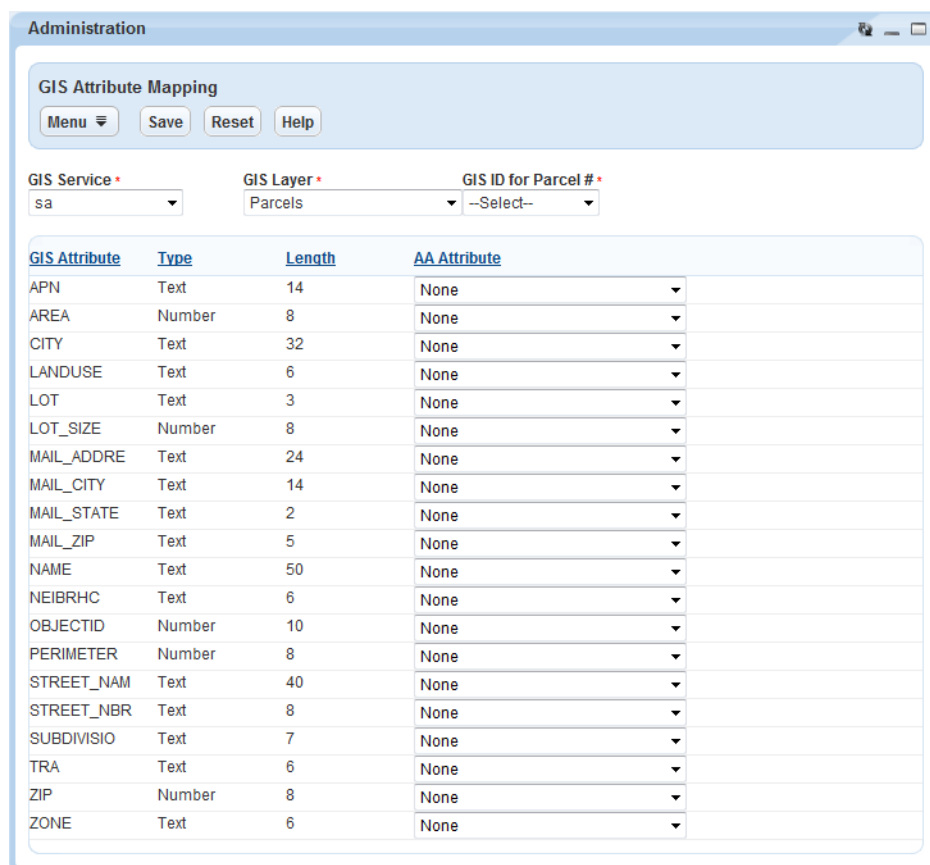 Administration
GIS Attribute Mapping
Menu Save Reset Help
GIS Service * GIS Layer * GIS ID for Parcel # *
sa Parcels --Select--
GIS Attribute Type Length AA Attribute
APN Text 14 None
AREA Number 8 None
CITY Text 32 None
LANDUSE Text 6 None
LOT Text 3 None
LOT_SIZE Number 8 None
MAIL_ADDRE Text 24 None
MAIL_CITY Text 14 None
MAIL_STATE Text 2 None
MAIL_ZIP Text 5 None
NAME Text 50 None
NEIBRHC Text 6 None
OBJECTID Number 10 None
PERIMETER Number 8 None
STREET_NAM Text 40 None
STREET_NBR Text 8 None
SUBDIVISIO Text 7 None
TRA Text 6 None
ZIP Number 8 None
ZONE Text 6 None